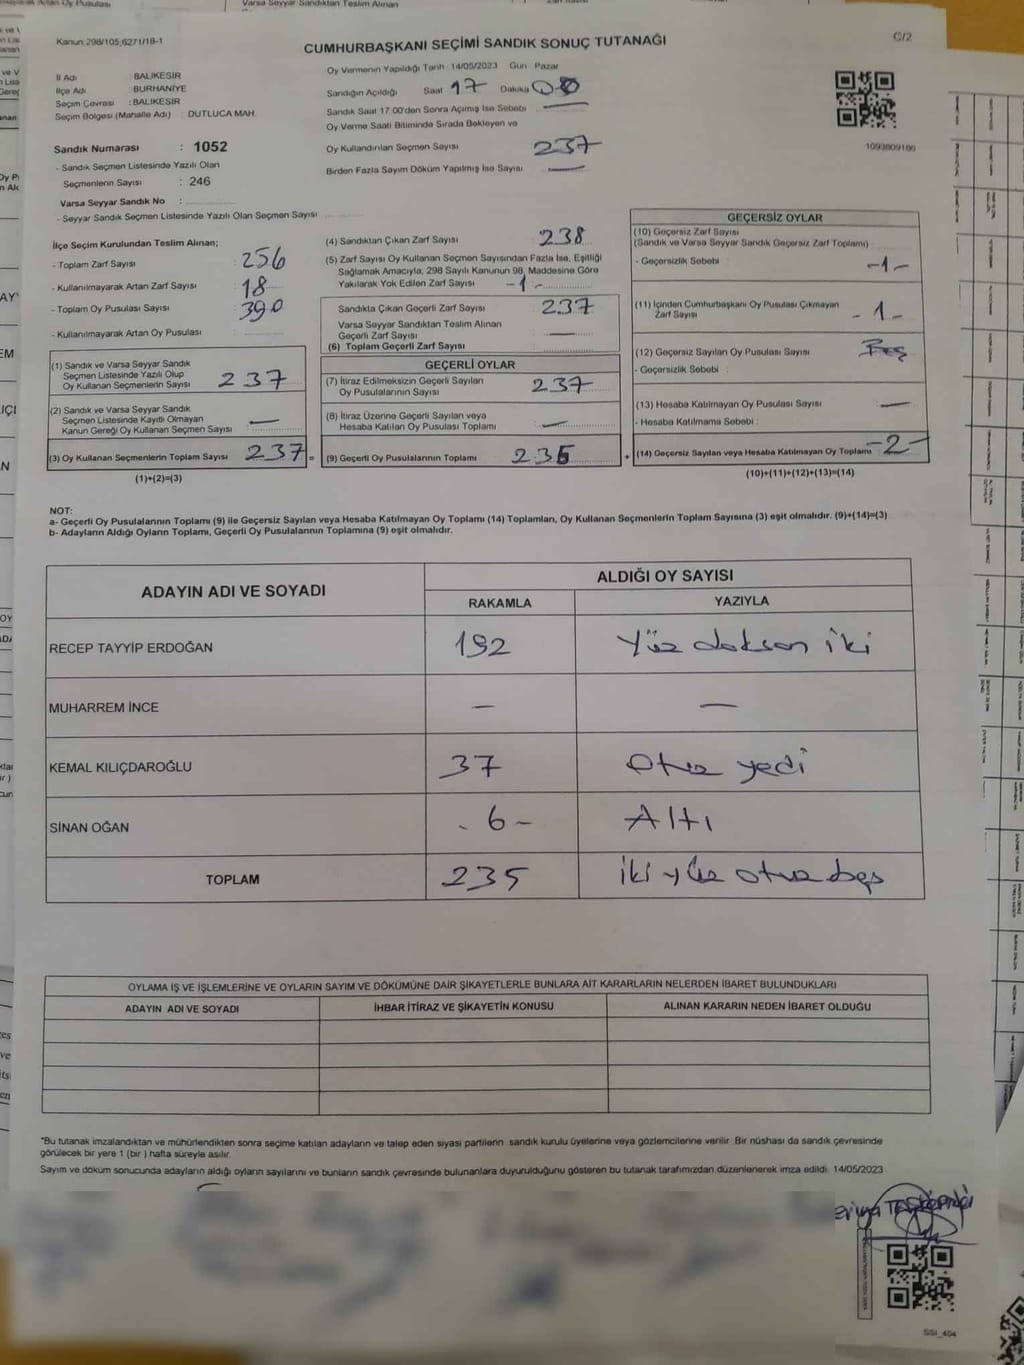 Varsa Seyyar Sandıktan Teslim Alınan
Kanun:298/105;6271/18-1
C/2
CUMHURBAŞKANI SEÇİMİ SANDIK SONUÇ TUTANAĞI
İl Adı : BALIKESİR
İlçe Adı : BURHANİYE
Seçim Çevresi : BALIKESİR
Seçim Bölgesi (Mahalle Adı) : DUTLUCA MAH.
Oy Vermenin Yapıldığı Tarih :14/05/2023 Gün : Pazar
Sandığın Açıldığı Saat 17 Dakika 00
Sandık Saat 17.00'den Sonra Açımış İse Sebebi —
Oy Verme Saati Bitiminde Sırada Bekleyen ve
Oy Kullandırılan Seçmen Sayısı 237
Birden Fazla Sayım Döküm Yapılmış İse Sayısı —
1093809186
Sandık Numarası : 1052
- Sandık Seçmen Listesinde Yazılı Olan
Seçmenlerin Sayısı : 246
Varsa Seyyar Sandık No :
- Seyyar Sandık Seçmen Listesinde Yazılı Olan Seçmen Sayısı
İlçe Seçim Kurulundan Teslim Alınan;
- Toplam Zarf Sayısı : 256
- Kullanılmayarak Artan Zarf Sayısı : 18
- Toplam Oy Pusulası Sayısı : 390
- Kullanılmayarak Artan Oy Pusulası :
(1) Sandık ve Varsa Seyyar Sandık
Seçmen Listesinde Yazılı Olup
Oy Kullanan Seçmenlerin Sayısı 237
(2) Sandık ve Varsa Seyyar Sandık
Seçmen Listesinde Kayıtlı Olmayan
Kanun Gereği Oy Kullanan Seçmen Sayısı : —
(3) Oy Kullanan Seçmenlerin Toplam Sayısı 237 =
(1)+(2)=(3)
(4) Sandıktan Çıkan Zarf Sayısı 238
(5) Zarf Sayısı Oy Kullanan Seçmen Sayısından Fazla İse, Eşitliği
Sağlamak Amacıyla, 298 Sayılı Kanunun 98. Maddesine Göre
Yakılarak Yok Edilen Zarf Sayısı -1-
Sandıkta Çıkan Geçerli Zarf Sayısı 237
Varsa Seyyar Sandıktan Teslim Alınan
Geçerli Zarf Sayısı —
(6) Toplam Geçerli Zarf Sayısı
GEÇERLİ OYLAR
(7) İtiraz Edilmeksizin Geçerli Sayılan
Oy Pusulasının Sayısı 237
(8) İtiraz Üzerine Geçerli Sayılan veya
Hesaba Katılan Oy Pusulası Toplamı —
(9) Geçerli Oy Pusulalarının Toplamı 235 +
GEÇERSİZ OYLAR
(10) Geçersiz Zarf Sayısı
(Sandık ve Varsa Seyyar Sandık Geçersiz Zarf Toplamı)
- Geçersizlik Sebebi : -1-
(11) İçinden Cumhurbaşkanı Oy Pusulası Çıkmayan
Zarf Sayısı -1-
(12) Geçersiz Sayılan Oy Pusulası Sayısı
- Geçersizlik Sebebi :
(13) Hesaba Katılmayan Oy Pusulası Sayısı —
- Hesaba Katılmama Sebebi :
(14) Geçersiz Sayılan veya Hesaba Katılmayan Oy Toplamı -2-
(10)+(11)+(12)+(13)=(14)
NOT:
a- Geçerli Oy Pusulalarının Toplamı (9) ile Geçersiz Sayılan veya Hesaba Katılmayan Oy Toplamı (14) Toplamları, Oy Kullanan Seçmenlerin Toplam Sayısına (3) eşit olmalıdır. (9)+(14)=(3)
b- Adayların Aldığı Oyların Toplamı, Geçerli Oy Pusulalarının Toplamına (9) eşit olmalıdır.
ADAYIN ADI VE SOYADI
ALDIĞI OY SAYISI
RAKAMLA YAZIYLA
RECEP TAYYİP ERDOĞAN 192 Yüz doksan iki
MUHARREM İNCE — —
KEMAL KILIÇDAROĞLU 37 Otuz yedi
SİNAN OĞAN - 6 - Altı
TOPLAM 235 iki yüz otuz beş
OYLAMA İŞ VE İŞLEMLERİNE VE OYLARIN SAYIM VE DÖKÜMÜNE DAİR ŞİKAYETLERLE BUNLARA AİT KARARLARIN NELERDEN İBARET BULUNDUKLARI
ADAYIN ADI VE SOYADI İHBAR İTİRAZ VE ŞİKAYETİN KONUSU ALINAN KARARIN NEDEN İBARET OLDUĞU
*Bu tutanak imzalandıktan ve mühürlendikten sonra seçime katılan adayların ve talep eden siyasi partilerin sandık kurulu üyelerine veya gözlemcilerine verilir. Bir nüshası da sandık çevresinde
görülecek bir yere 1 (bir ) hafta süreyle asılır.
Sayım ve döküm sonucunda adayların aldığı oyların sayılarını ve bunların sandık çevresinde bulunanlara duyurulduğunu gösteren bu tutanak tarafımızdan düzenlenerek imza edildi. 14/05/2023
SSI_404